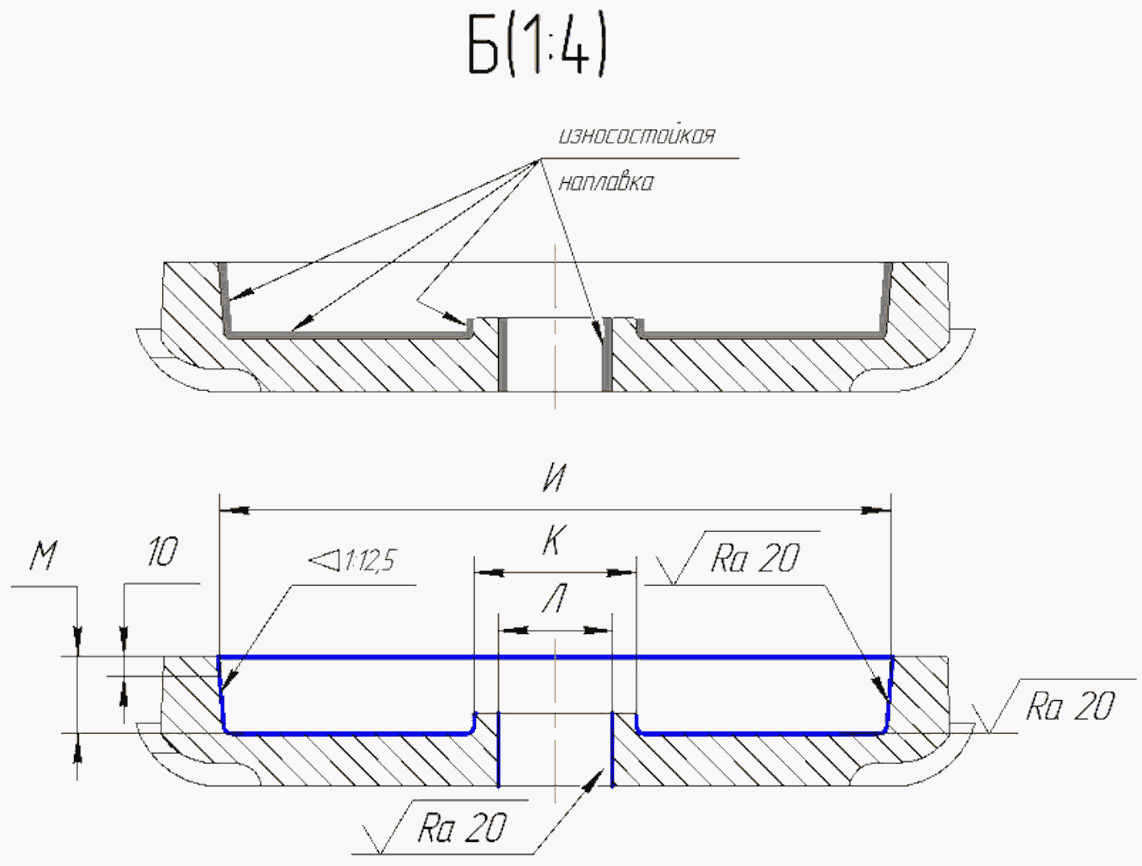 Б(1:4)
износостойкая
наплавка
И
М
10
◁1:12,5
К
Ra 20
Л
Ra 20
Ra 20